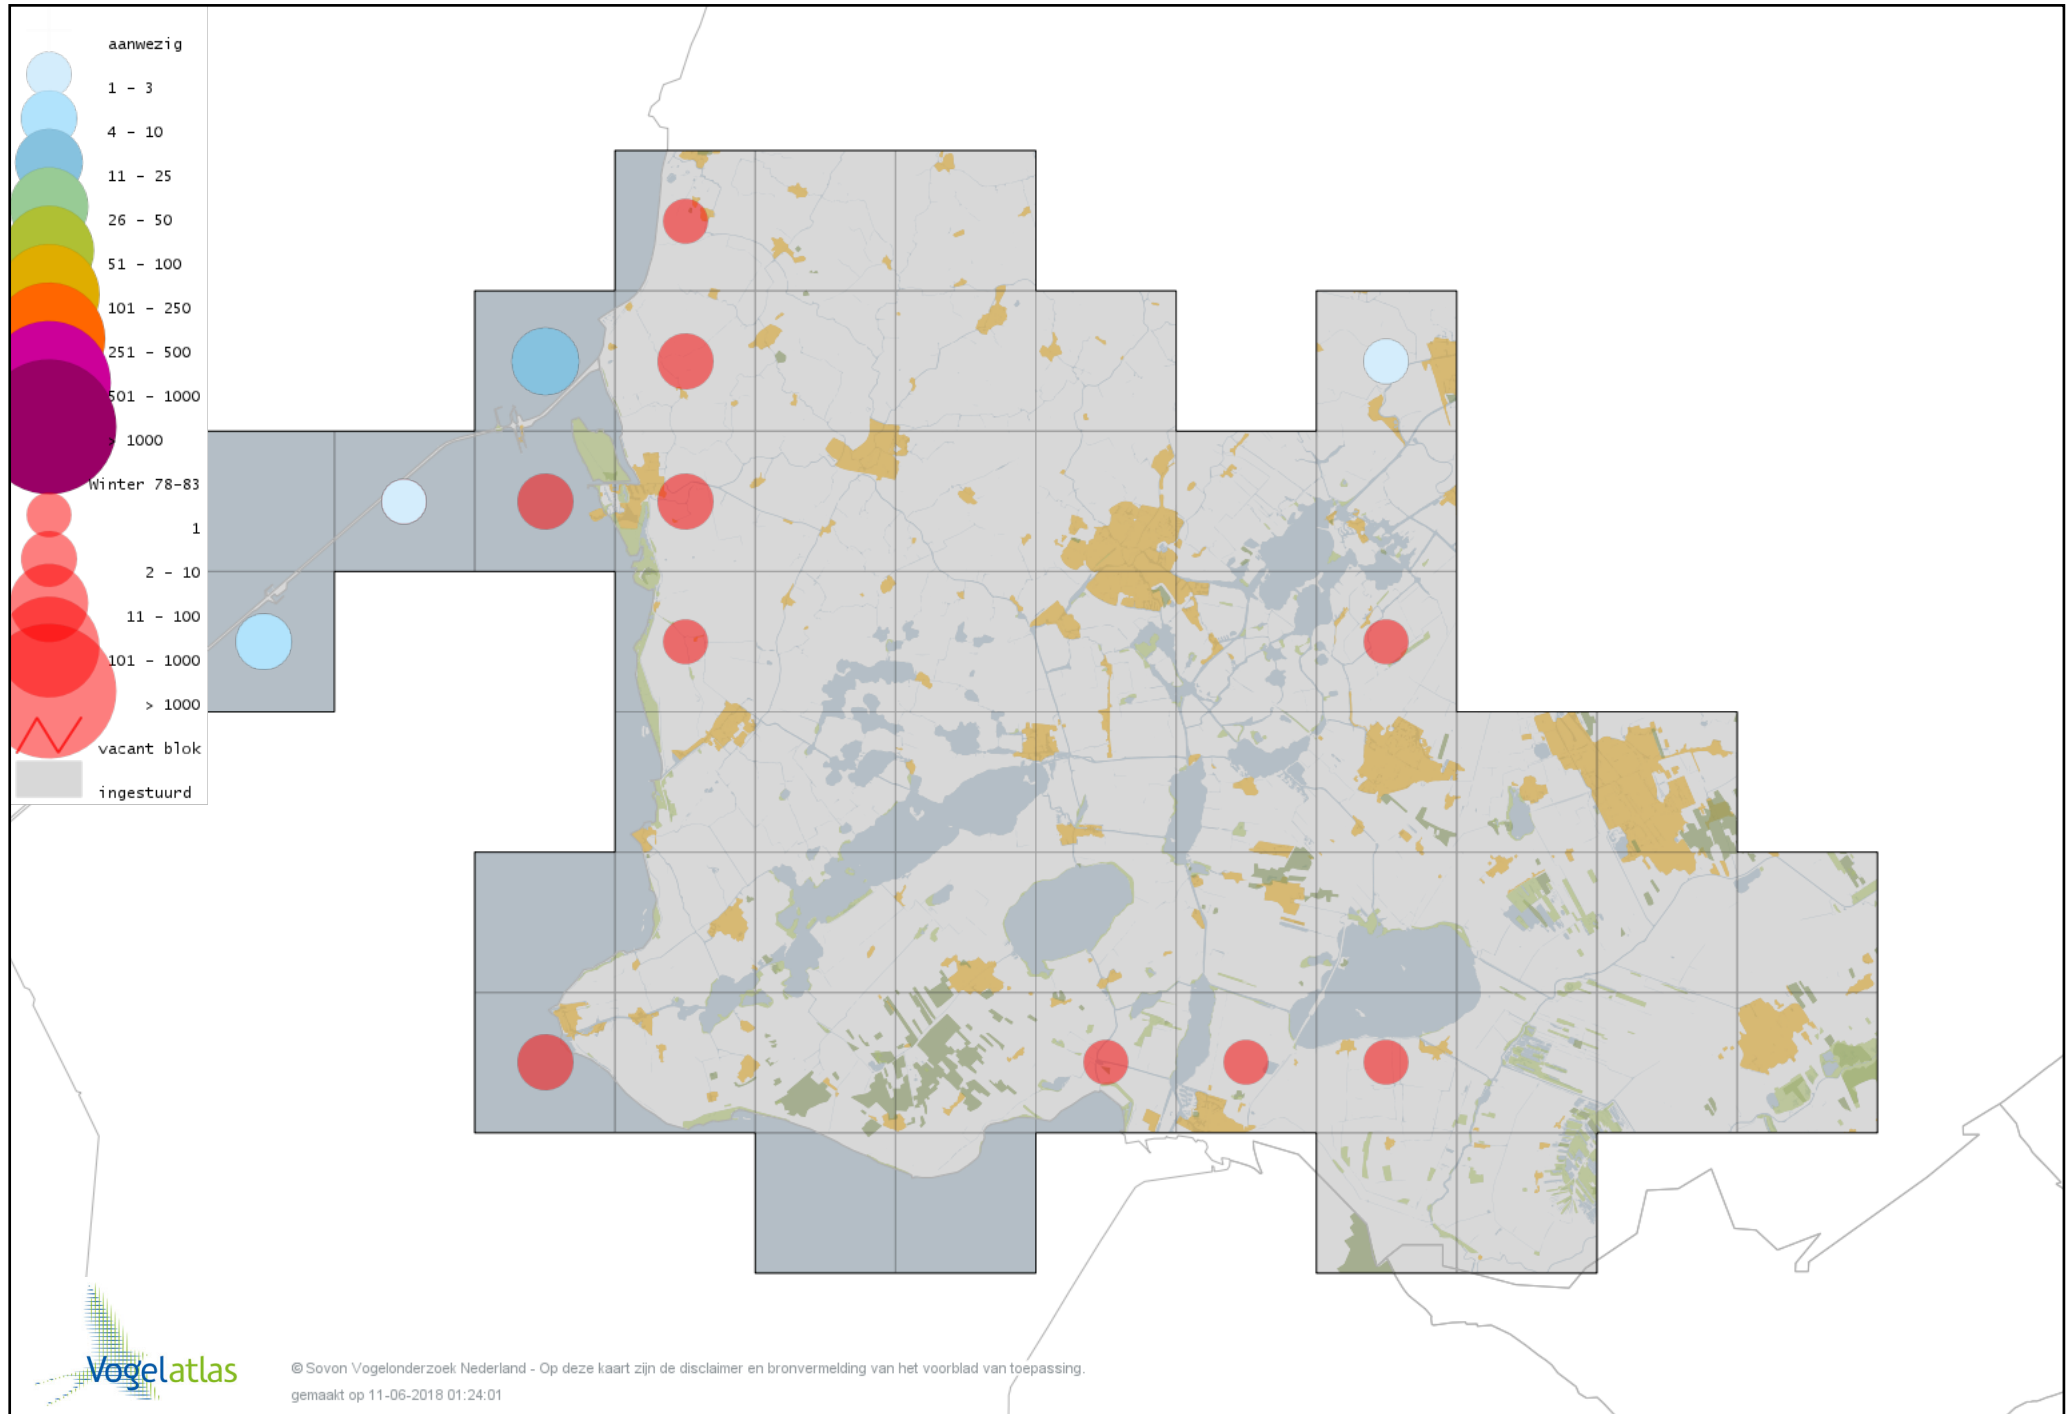 aanwezig
1 - 3
4 - 10
11 - 25
26 - 50
51 - 100
101 - 250
251 - 500
501 - 1000
> 1000
Winter 78-83
1
2 - 10
11 - 100
101 - 1000
> 1000
vacant blok
ingestuurd
Vogelatlas
© Sovon Vogelonderzoek Nederland - Op deze kaart zijn de disclaimer en bronvermelding van het voorblad van toepassing.
gemaakt op 11-06-2018 01:24:01